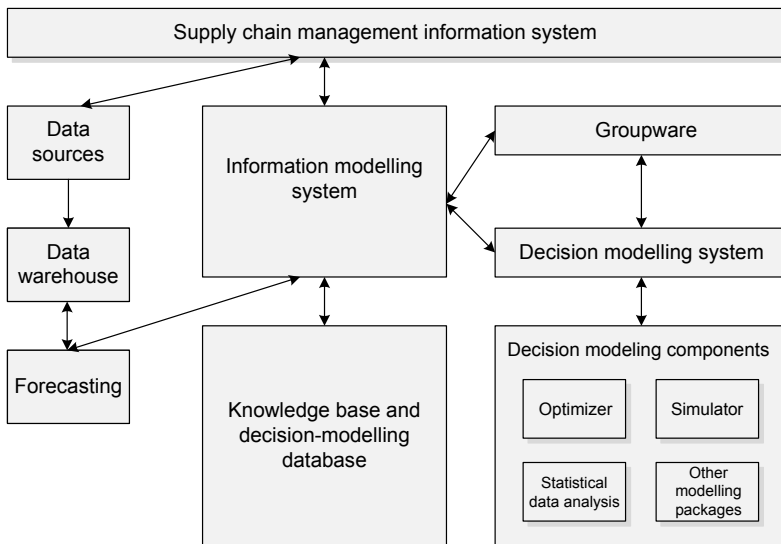 Supply chain management information system
Data
sources
Information modelling
system
Groupware
Data
warehouse
Decision modelling system
Forecasting
Knowledge base and
decision-modelling
database
Decision modeling components
Optimizer
Simulator
Statistical
data analysis
Other
modelling
packages